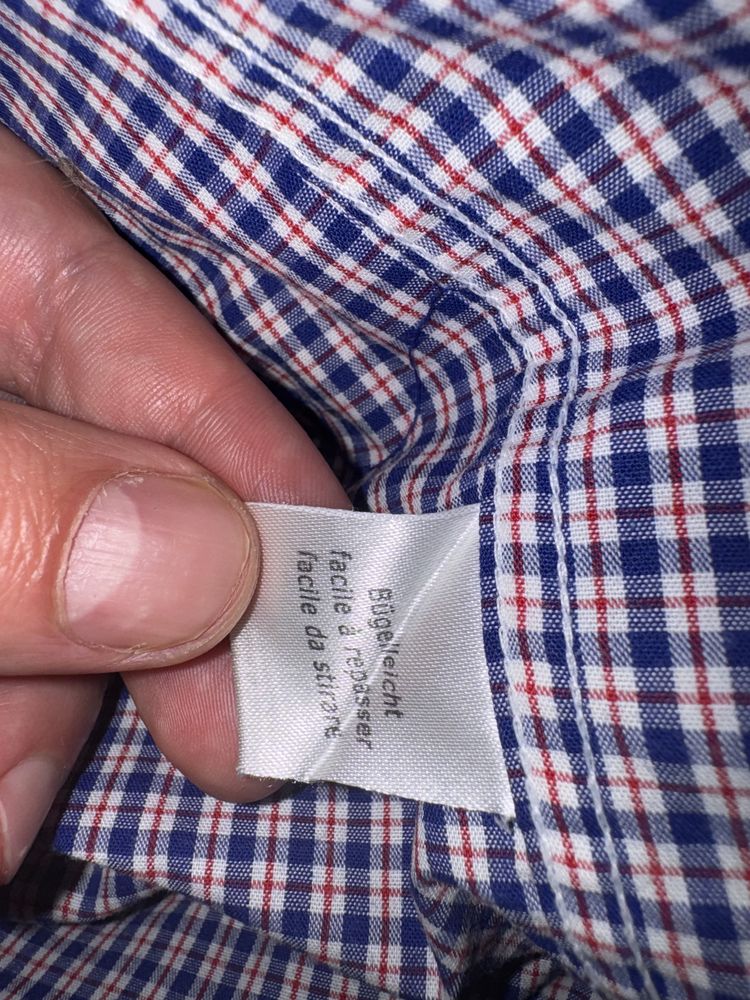 Bügelleicht
facile à repasser
facile da stirare